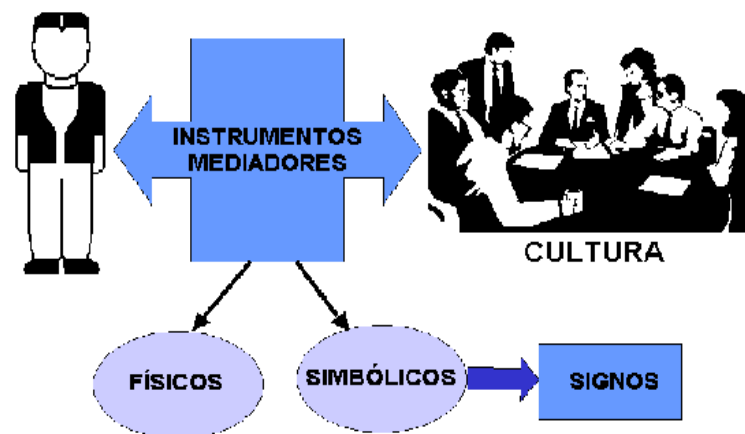 INSTRUMENTOS
MEDIADORES
CULTURA
FÍSICOS
SIMBÓLICOS
SIGNOS